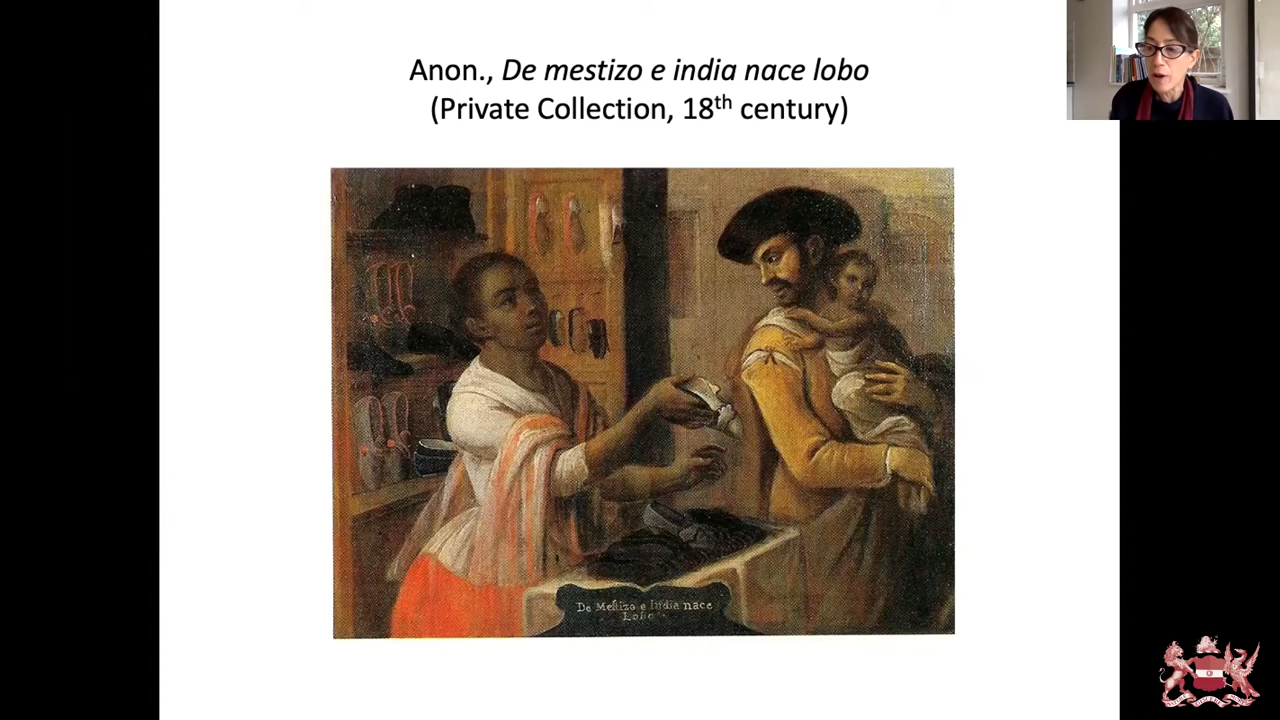 Anon., De mestizo e india nace lobo
(Private Collection, 18th century)
De Mestizo e India nace
Lobo